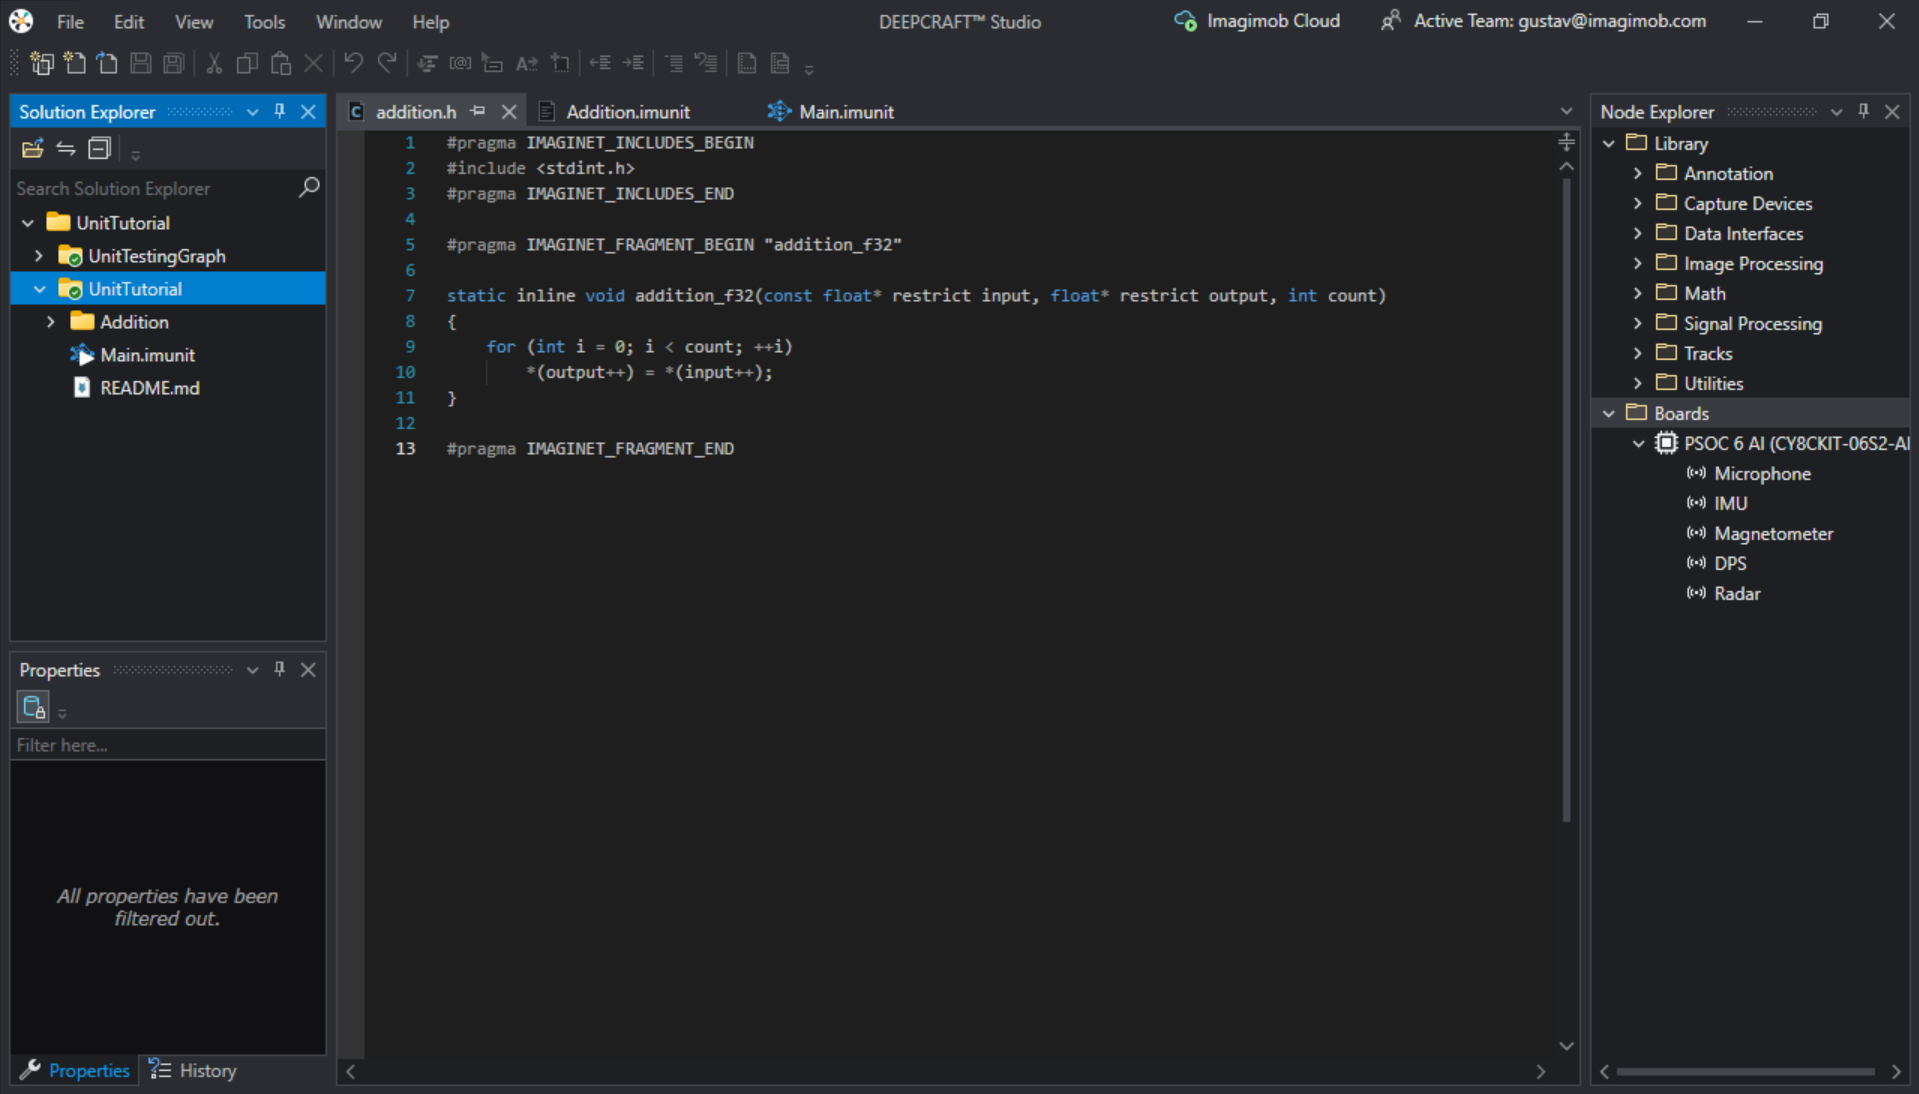 File Edit View Tools Window Help
DEEPCRAFT™ Studio
Imagimob Cloud
Active Team: gustav@imagimob.com
Solution Explorer
Search Solution Explorer
UnitTutorial
UnitTestingGraph
UnitTutorial
Addition
Main.imunit
README.md
Properties
Filter here...
All properties have been
filtered out.
Properties
History
addition.h
Addition.imunit
Main.imunit
1 #pragma IMAGINET_INCLUDES_BEGIN
2 #include <stdint.h>
3 #pragma IMAGINET_INCLUDES_END
4
5 #pragma IMAGINET_FRAGMENT_BEGIN "addition_f32"
6
7 static inline void addition_f32(const float* restrict input, float* restrict output, int count)
8 {
9     for (int i = 0; i < count; ++i)
10         *(output++) = *(input++);
11 }
12
13 #pragma IMAGINET_FRAGMENT_END
Node Explorer
Library
Annotation
Capture Devices
Data Interfaces
Image Processing
Math
Signal Processing
Tracks
Utilities
Boards
PSOC 6 AI (CY8CKIT-06S2-AI
Microphone
IMU
Magnetometer
DPS
Radar